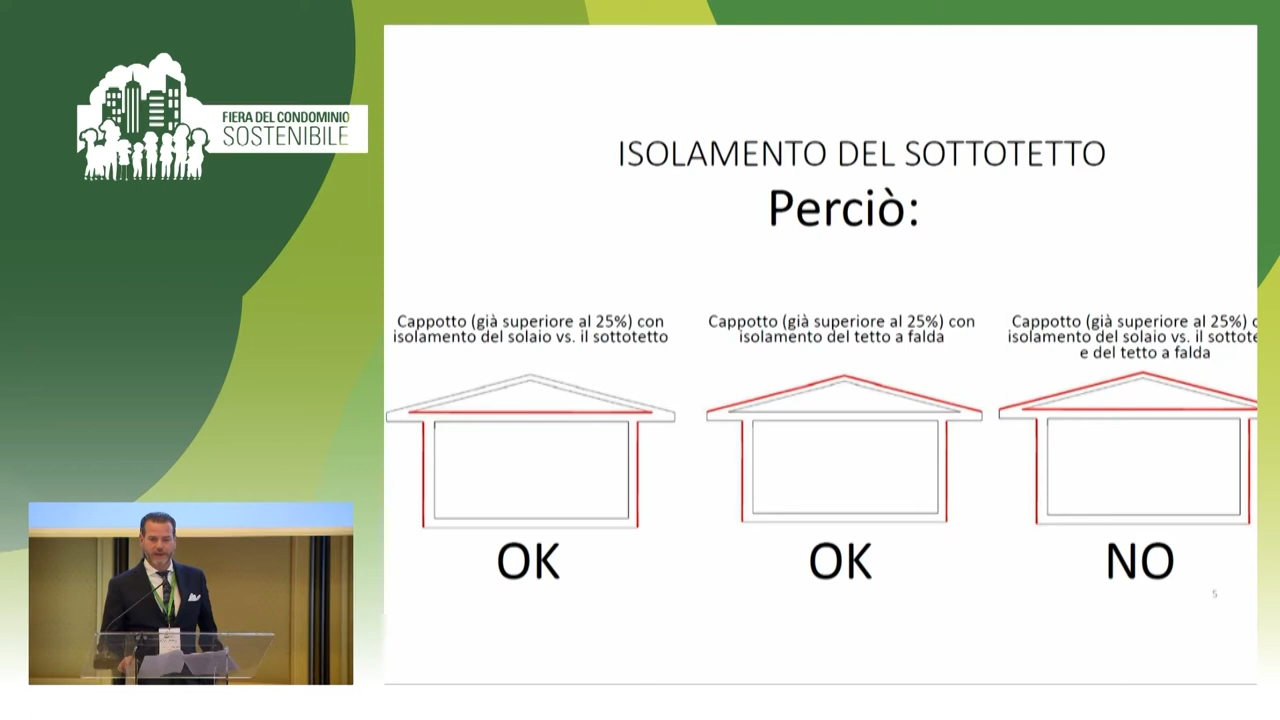 FIERA DEL CONDOMINIO
SOSTENIBILE
ISOLAMENTO DEL SOTTOTETTO
Perciò:
Cappotto (già superiore al 25%) con
isolamento del solaio vs. il sottotetto
Cappotto (già superiore al 25%) con
isolamento del tetto a falda
Cappotto (già superiore al 25%) c
isolamento del solaio vs. il sottote
e del tetto a falda
OK
OK
NO
5